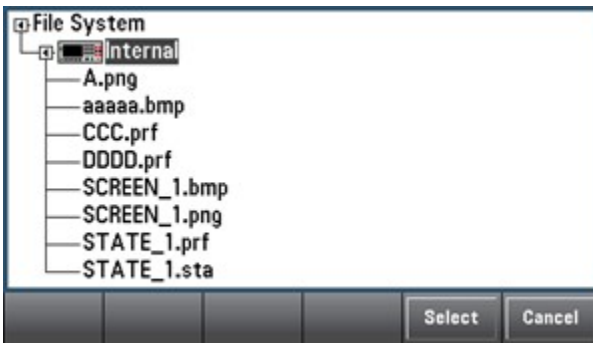 File System
Internal
A.png
aaaaa.bmp
CCC.prf
DDDD.prf
SCREEN_1.bmp
SCREEN_1.png
STATE_1.prf
STATE_1.sta
Select Cancel